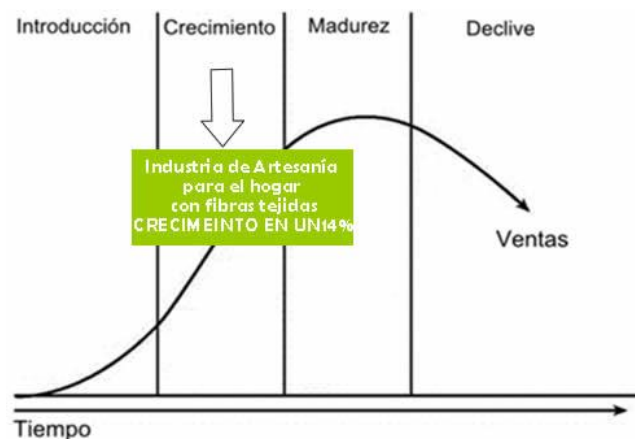 Introducción Crecimiento Madurez Declive
Industria de Artesanía
para el hogar
con fibras tejidas
CRECIMEINTO EN UN14%
Ventas
Tiempo